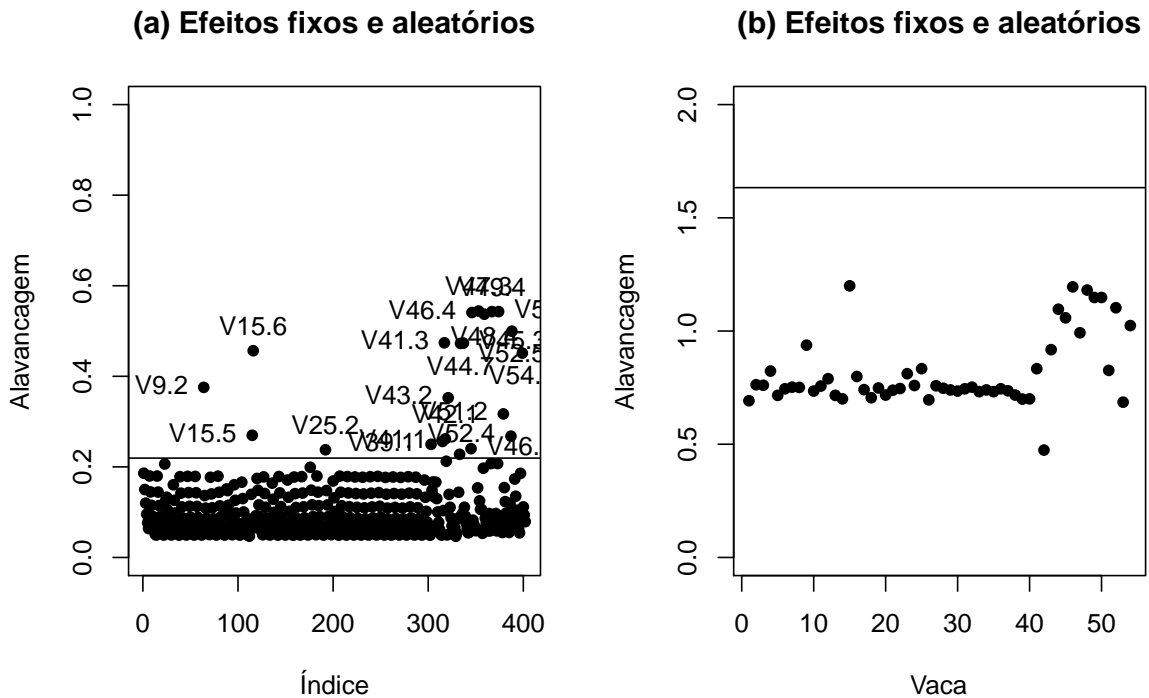 (a) Efeitos fixos e aleatórios
Alavancagem
1.0
0.8
0.6
0.4
0.2
0.0
V46.4
V15.6
V41.3
V44.7
V9.2
V43.2
V15.5
V25.2
V52.4
0
100
200
300
400
Índice
(b) Efeitos fixos e aleatórios
Alavancagem
2.0
1.5
1.0
0.5
0.0
0
10
20
30
40
50
Vaca